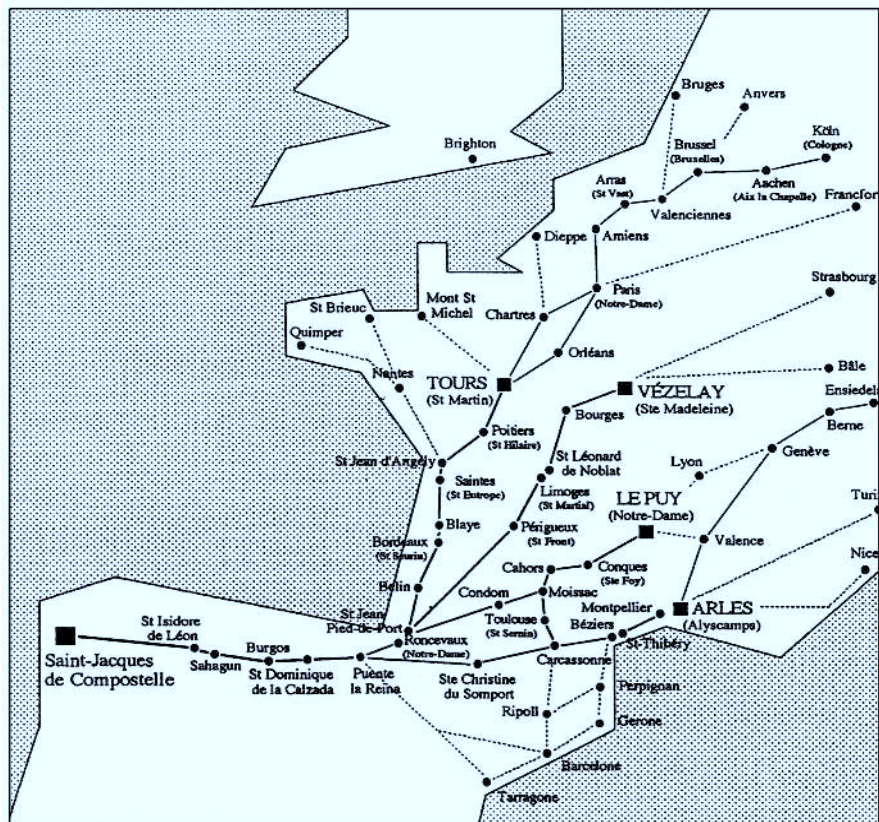 Bruges
Anvers
Brighton
Brussel
(Bruxelles)
Köln
(Cologne)
Arras
(St Vast)
Aachen
(Aix la Chapelle)
Valenciennes
Francfort
Dieppe
Amiens
Strasbourg
Paris
(Notre-Dame)
St Brieuc
Mont St
Michel
Chartres
Quimper
Orléans
Bâle
Nantes
TOURS
(St Martin)
VÉZELAY
(Ste Madeleine)
Ensiedeln
Bourges
Berne
Poitiers
(St Hilaire)
St Jean d'Angély
St Léonard
de Noblat
Lyon
Genève
Saintes
(St Eutrope)
Limoges
(St Martial)
LE PUY
(Notre-Dame)
Turi
Blaye
Périgueux
(St Front)
Bordeaux
(St Seurin)
Valence
Cahors
Conques
(Ste Foy)
Nice
Belin
Condom
Moissac
Montpellier
ARLES
(Alyscamps)
St Jean
Pied-de-Port
Toulouse
(St Sernin)
Béziers
St-Thibéry
St Isidore
de Léon
Roncevaux
(Notre-Dame)
Carcassonne
Saint-Jacques
de Compostelle
Sahagun
Burgos
St Dominique
de la Calzada
Puente
la Reina
Ste Christine
du Somport
Perpignan
Ripoll
Gerone
Barcelone
Tarragone